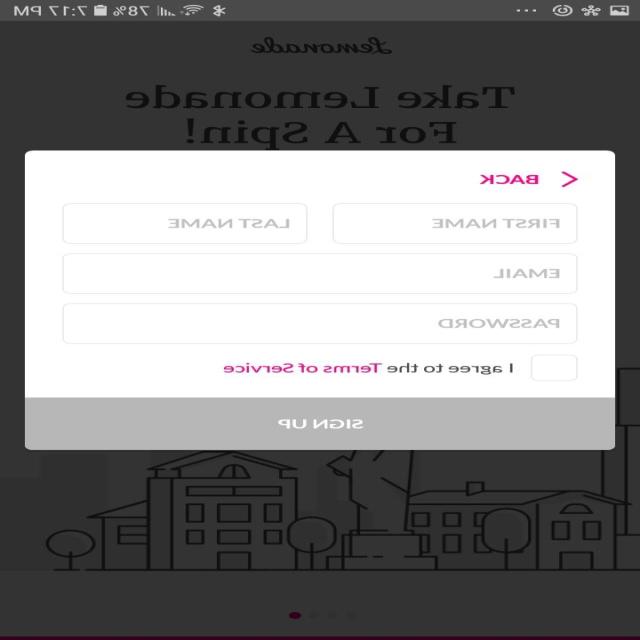 78% 7:17 PM
Lemonade
Take Lemonade
For A Spin!
BACK
FIRST NAME LAST NAME
EMAIL
PASSWORD
I agree to the Terms of Service
SIGN UP